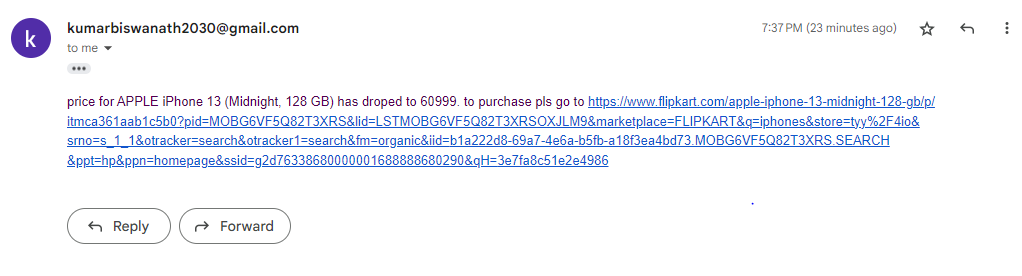 k
kumarbiswanath2030@gmail.com
7:37 PM (23 minutes ago)
to me
price for APPLE iPhone 13 (Midnight, 128 GB) has droped to 60999. to purchase pls go to https://www.flipkart.com/apple-iphone-13-midnight-128-gb/p/
itmca361aab1c5b0?pid=MOBG6VF5Q82T3XRS&lid=LSTMOBG6VF5Q82T3XRSOXJLM9&marketplace=FLIPKART&q=iphones&store=tyy%2F4io&
srno=s_1_1&otracker=search&otracker1=search&fm=organic&iid=b1a222d8-69a7-4e6a-b5fb-a18f3ea4bd73.MOBG6VF5Q82T3XRS.SEARCH
&ppt=hp&ppn=homepage&ssid=g2d76338680000001688888680290&qH=3e7fa8c51e2e4986
Reply
Forward